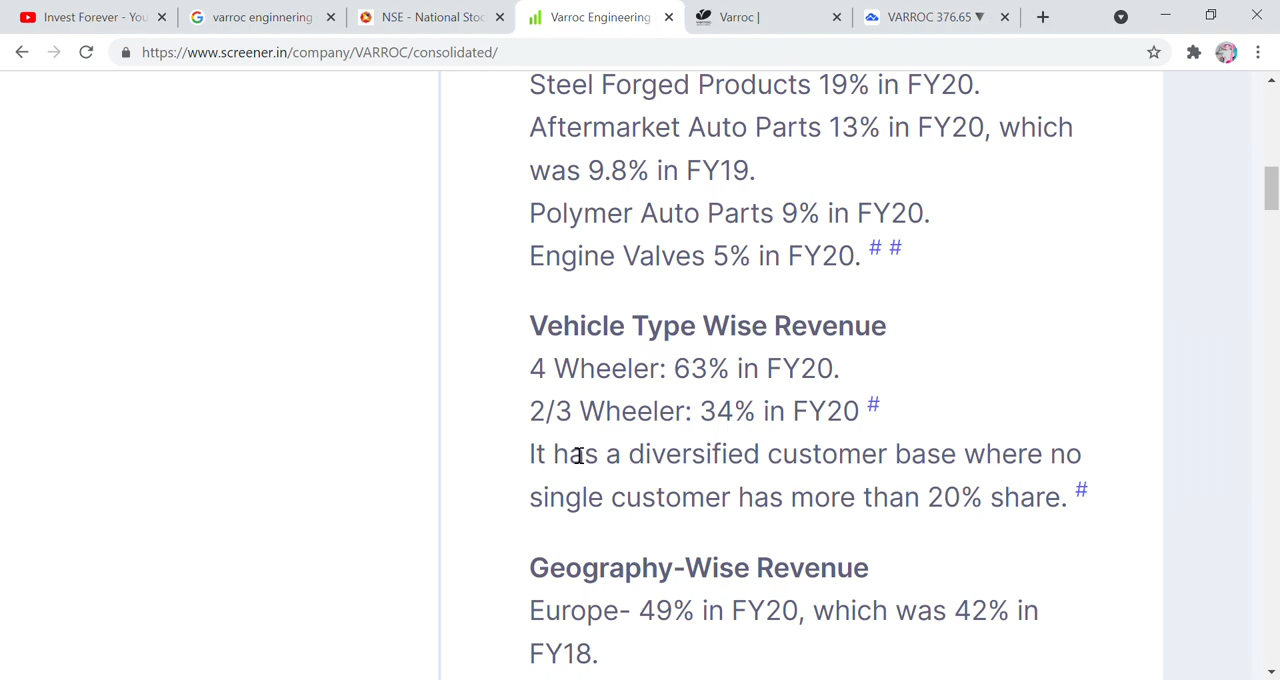 Invest Forever - You
varroc enginnering
NSE - National Stoc
Varroc Engineering
Varroc |
VARROC 376.65 ▼
https://www.screener.in/company/VARROC/consolidated/
Steel Forged Products 19% in FY20.
Aftermarket Auto Parts 13% in FY20, which
was 9.8% in FY19.
Polymer Auto Parts 9% in FY20.
Engine Valves 5% in FY20. # #
Vehicle Type Wise Revenue
4 Wheeler: 63% in FY20.
2/3 Wheeler: 34% in FY20 #
It has a diversified customer base where no
single customer has more than 20% share. #
Geography-Wise Revenue
Europe- 49% in FY20, which was 42% in
FY18.